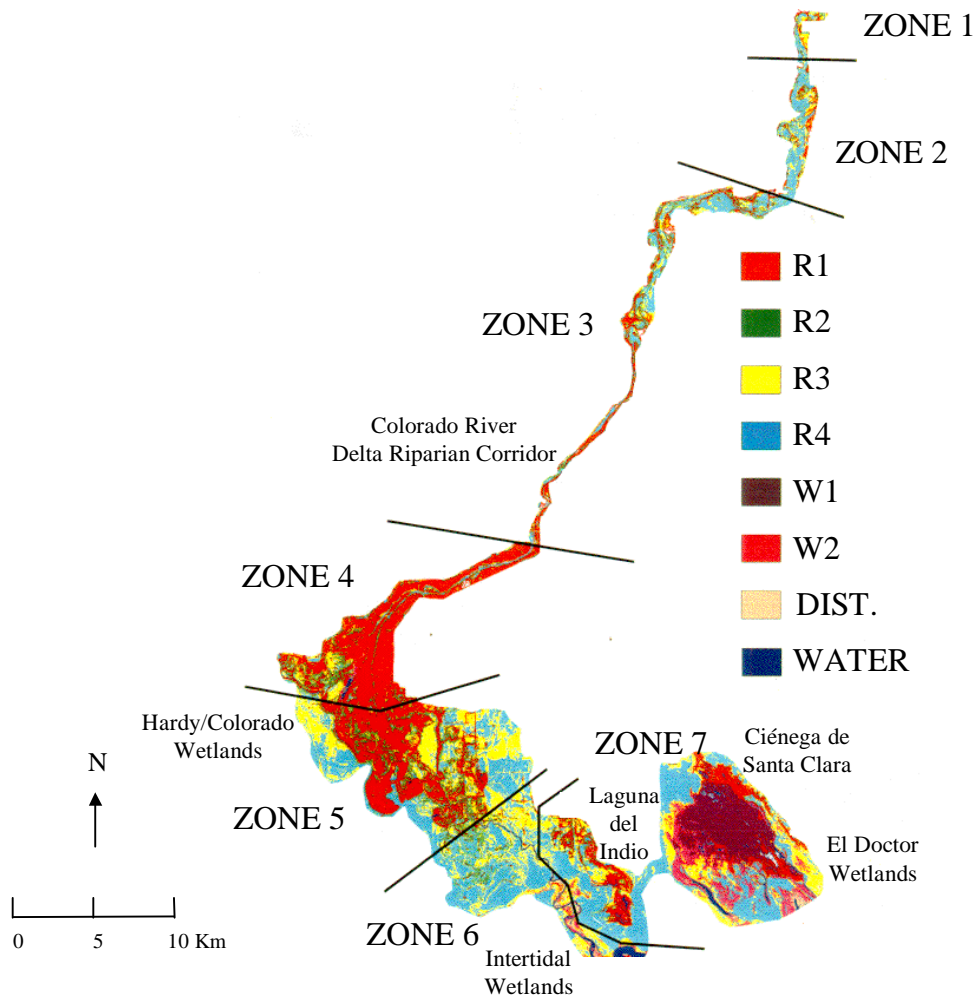 ZONE 1
ZONE 2
R1
R2
ZONE 3
R3
Colorado River
Delta Riparian Corridor
R4
W1
W2
ZONE 4
DIST.
WATER
Hardy/Colorado
Wetlands
ZONE 7
Ciénega de
Santa Clara
N
Laguna
del
Indio
ZONE 5
El Doctor
Wetlands
0 5 10 Km
ZONE 6
Intertidal
Wetlands